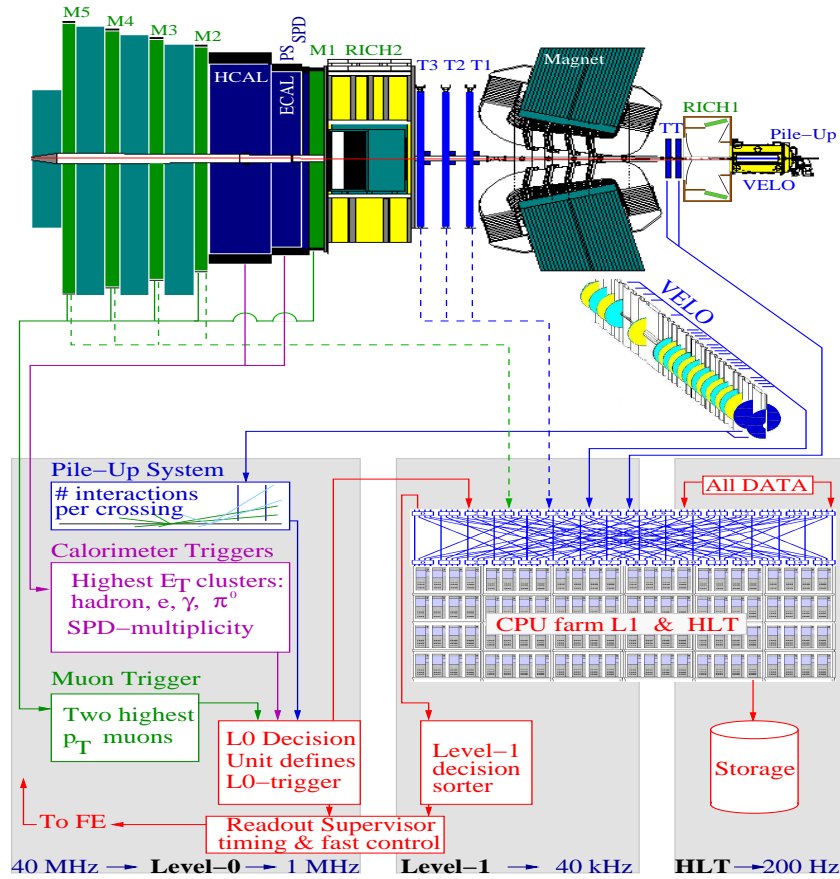 M5
M4
M3
M2
HCAL
PS
SPD
ECAL
M1 RICH2
T3 T2 T1
Magnet
RICH1
TT
Pile-Up
VELO
VELO
Pile-Up System
# interactions
per crossing
Calorimeter Triggers
Highest ET clusters:
hadron, e, γ, π⁰
SPD-multiplicity
Muon Trigger
Two highest
pT muons
L0 Decision
Unit defines
L0-trigger
All DATA
CPU farm L1 & HLT
Level-1
decision
sorter
Storage
To FE
Readout Supervisor
timing & fast control
40 MHz → Level-0 → 1 MHz
Level-1 → 40 kHz
HLT → 200 Hz